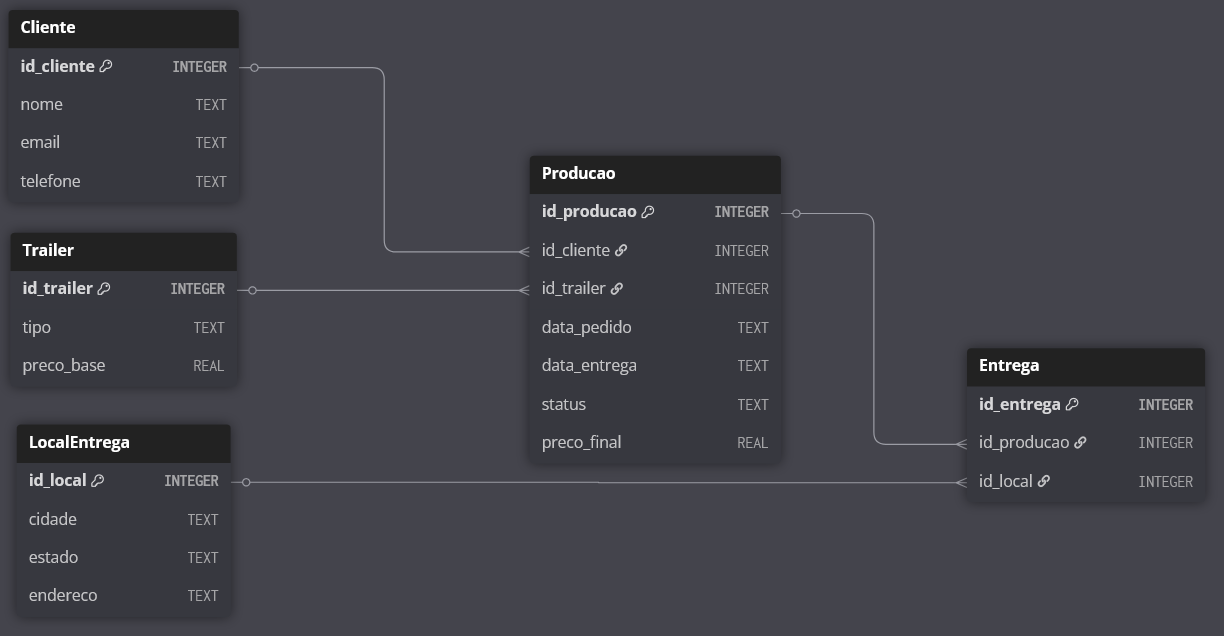 Cliente
id_cliente INTEGER
nome TEXT
email TEXT
telefone TEXT
Trailer
id_trailer INTEGER
tipo TEXT
preco_base REAL
LocalEntrega
id_local INTEGER
cidade TEXT
estado TEXT
endereco TEXT
Producao
id_producao INTEGER
id_cliente INTEGER
id_trailer INTEGER
data_pedido TEXT
data_entrega TEXT
status TEXT
preco_final REAL
Entrega
id_entrega INTEGER
id_producao INTEGER
id_local INTEGER